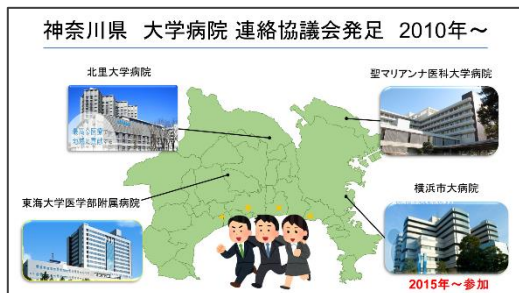 神奈川県 大学病院 連絡協議会発足 2010年~
北里大学病院
聖マリアンナ医科大学病院
東海大学医学部附属病院
横浜市大病院
2015年~参加